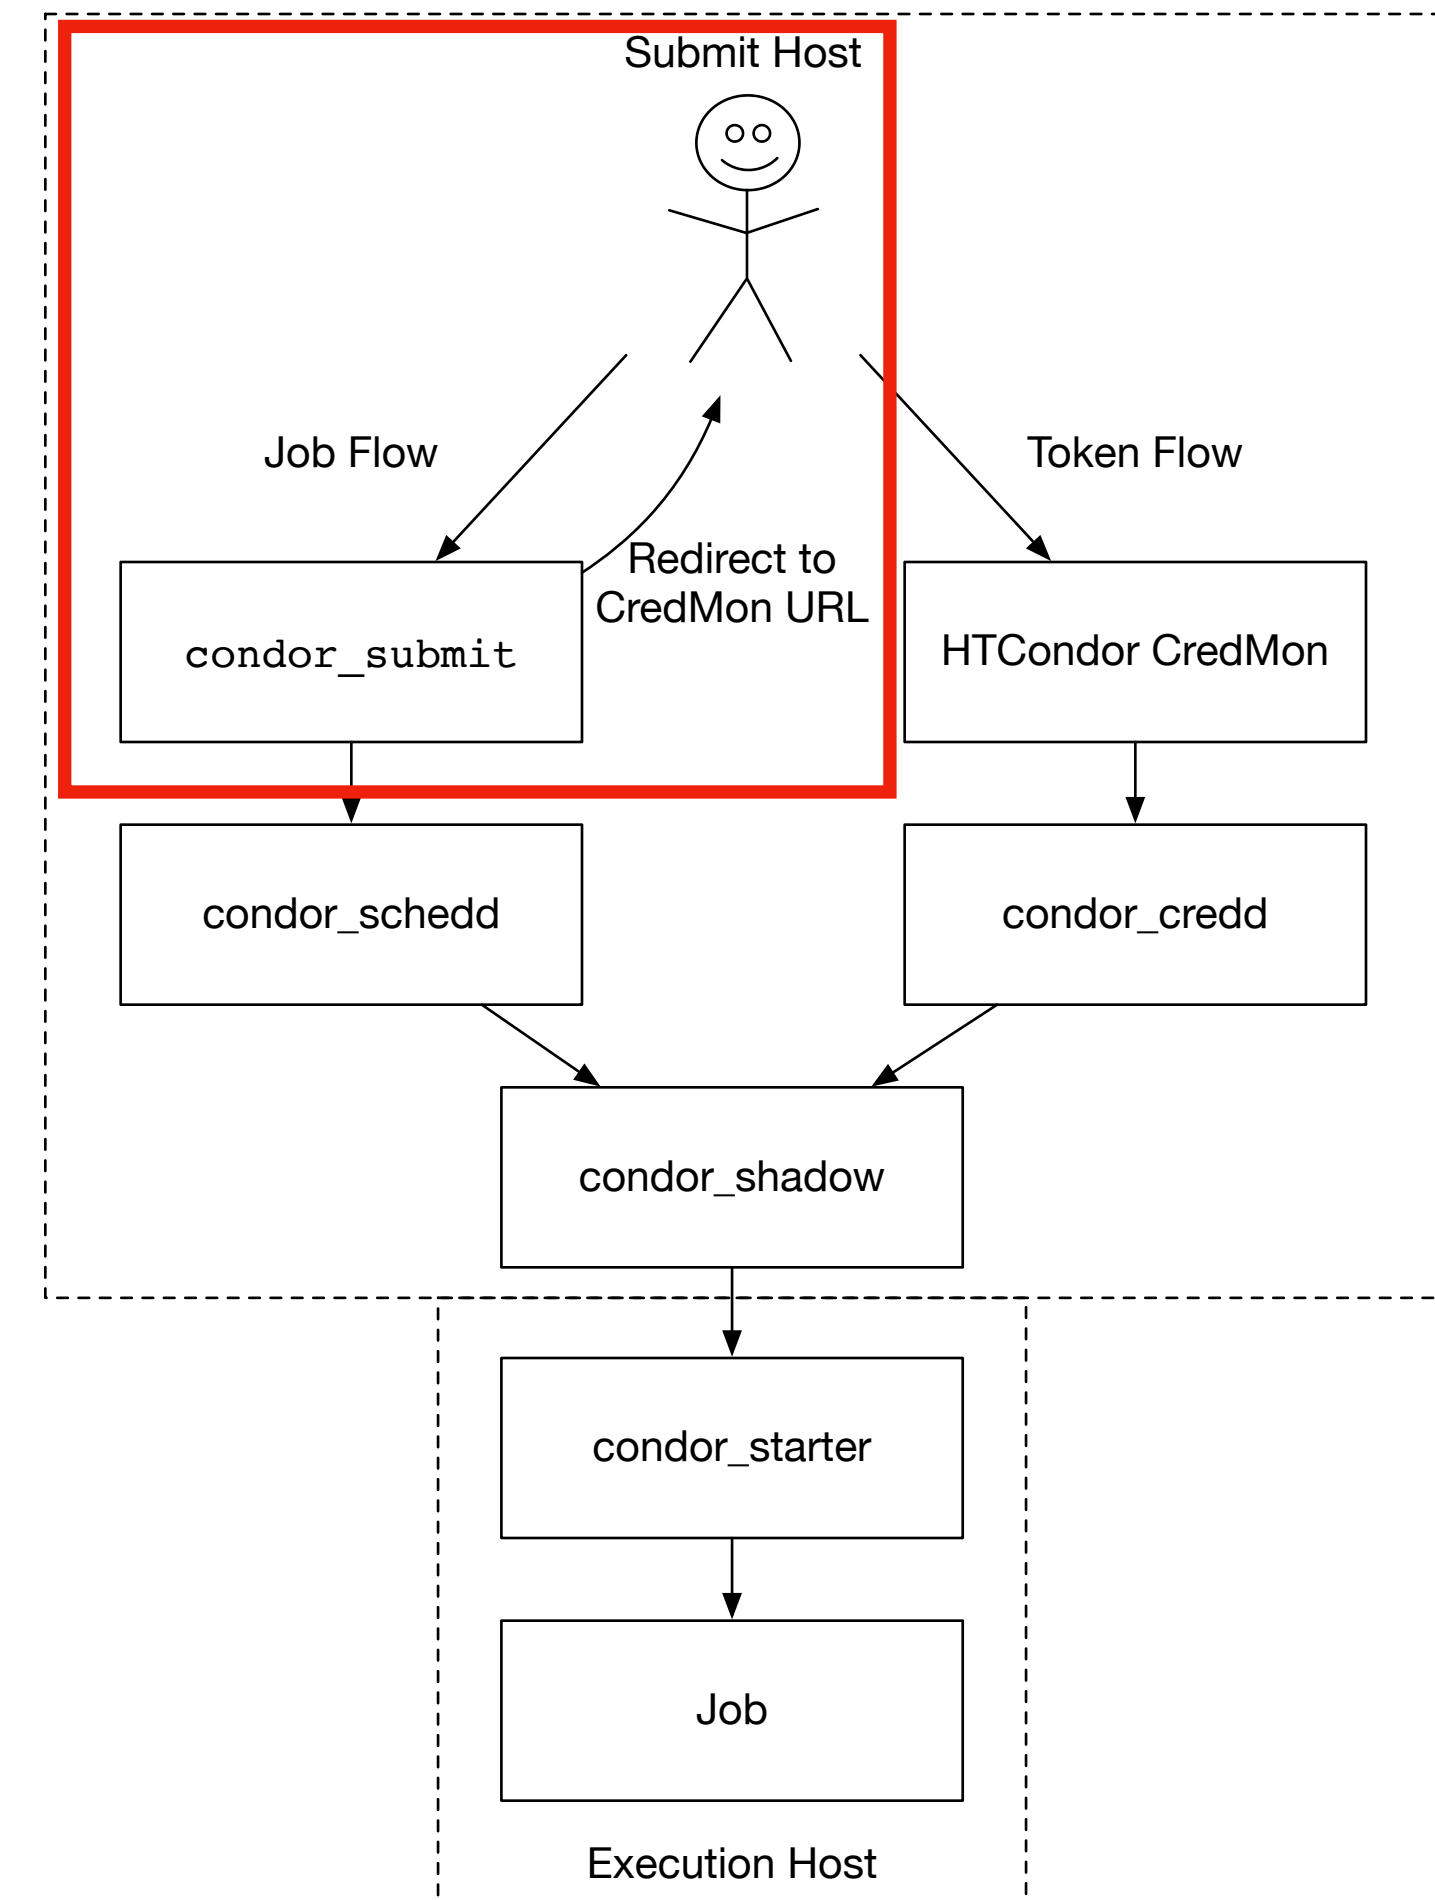 Submit Host
Job Flow
Token Flow
Redirect to
CredMon URL
condor_submit
HTCondor CredMon
condor_schedd
condor_credd
condor_shadow
condor_starter
Job
Execution Host